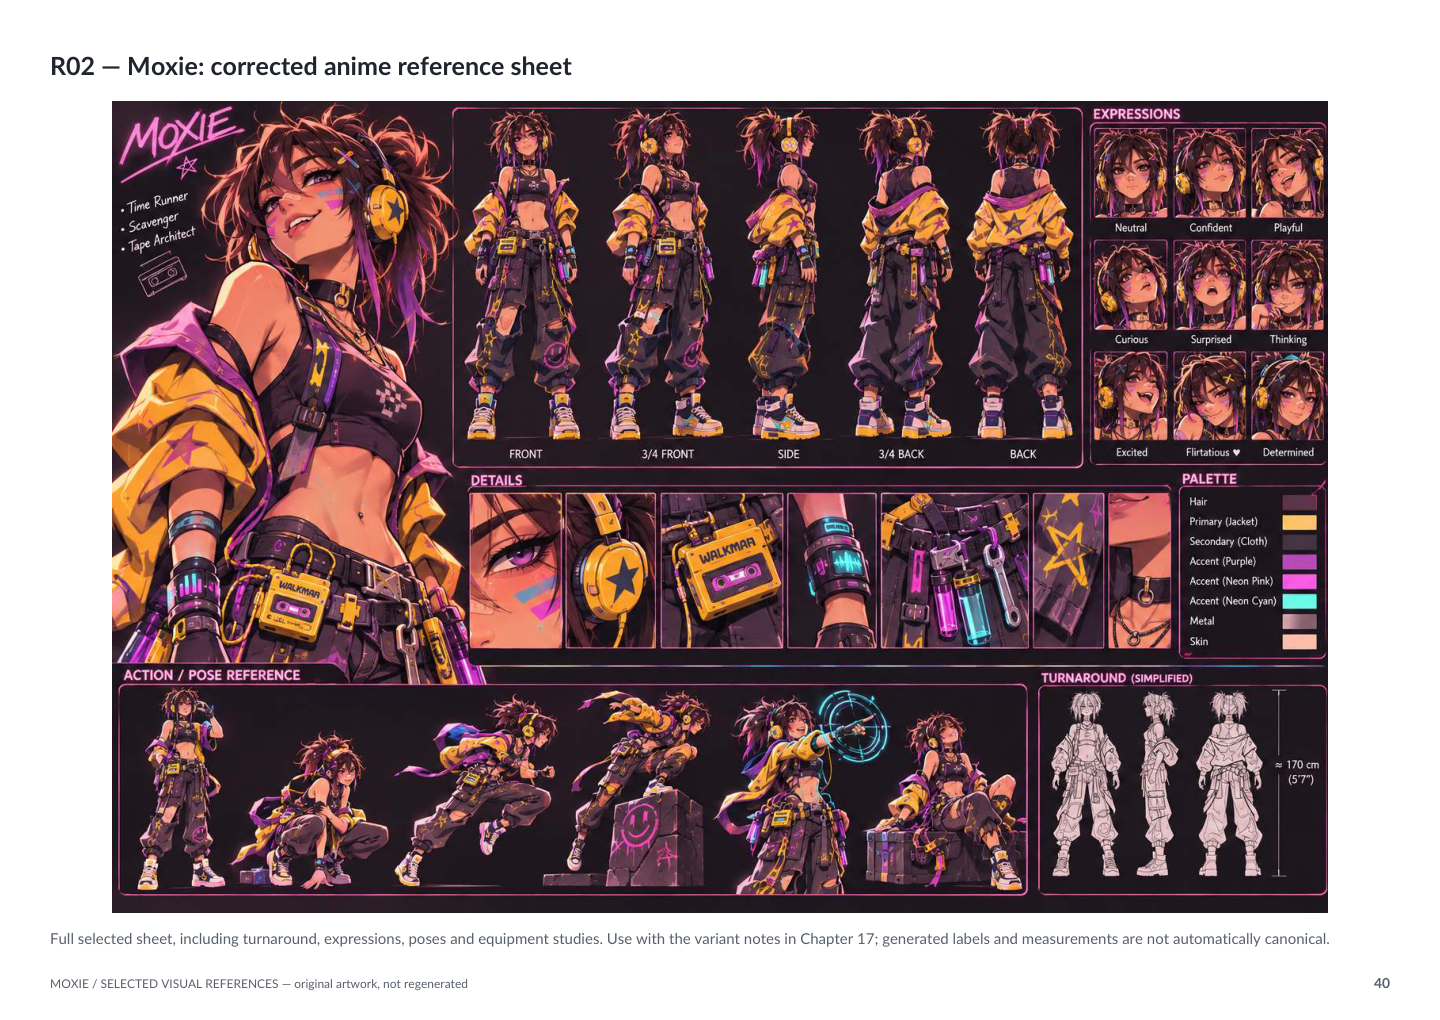 R02 — Moxie: corrected anime reference sheet
MOXIE
• Time Runner
• Scavenger
• Tape Architect
FRONT
3/4 FRONT
SIDE
3/4 BACK
BACK
EXPRESSIONS
Neutral
Confident
Playful
Curious
Surprised
Thinking
Excited
Flirtatious ♥
Determined
DETAILS
WALKMAR
WALKMAR
PALETTE
Hair
Primary (Jacket)
Secondary (Cloth)
Accent (Purple)
Accent (Neon Pink)
Accent (Neon Cyan)
Metal
Skin
ACTION / POSE REFERENCE
TURNAROUND (SIMPLIFIED)
≈ 170 cm
(5'7")
Full selected sheet, including turnaround, expressions, poses and equipment studies. Use with the variant notes in Chapter 17; generated labels and measurements are not automatically canonical.
MOXIE / SELECTED VISUAL REFERENCES — original artwork, not regenerated
40